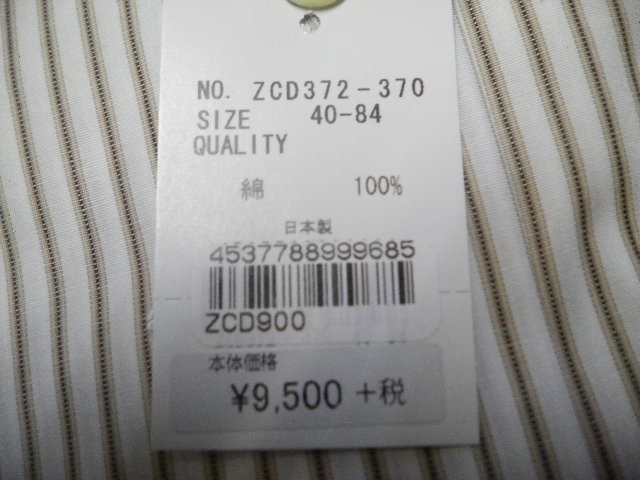 NO. ZCD372-370
SIZE 40-84
QUALITY
綿 100%
日本製
4537788999685
ZCD900
本体価格
¥9,500+税